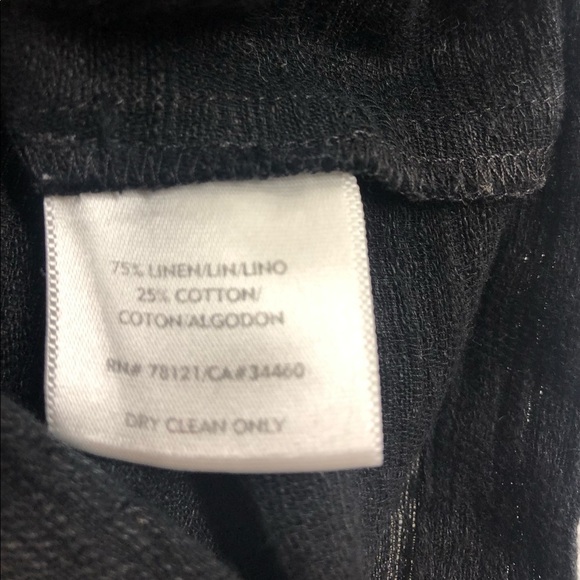 75% LINEN/LIN/LINO
25% COTTON/
COTON/ALGODON
RN# 78121/CA#34460
DRY CLEAN ONLY